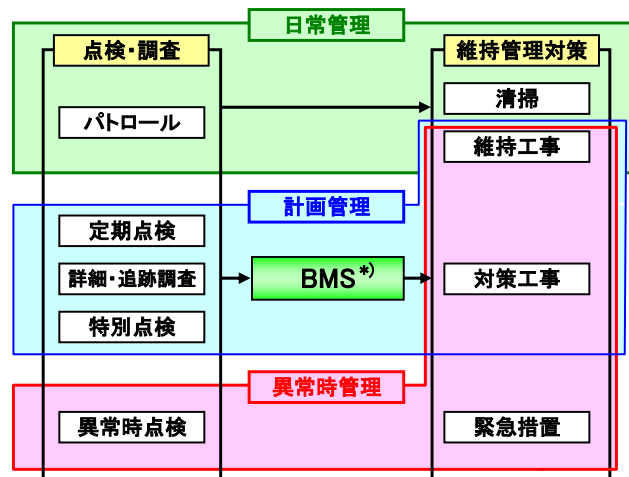 日常管理
点検・調査
維持管理対策
パトロール
清掃
維持工事
計画管理
定期点検
詳細・追跡調査
BMS*)
対策工事
特別点検
異常時管理
異常時点検
緊急措置